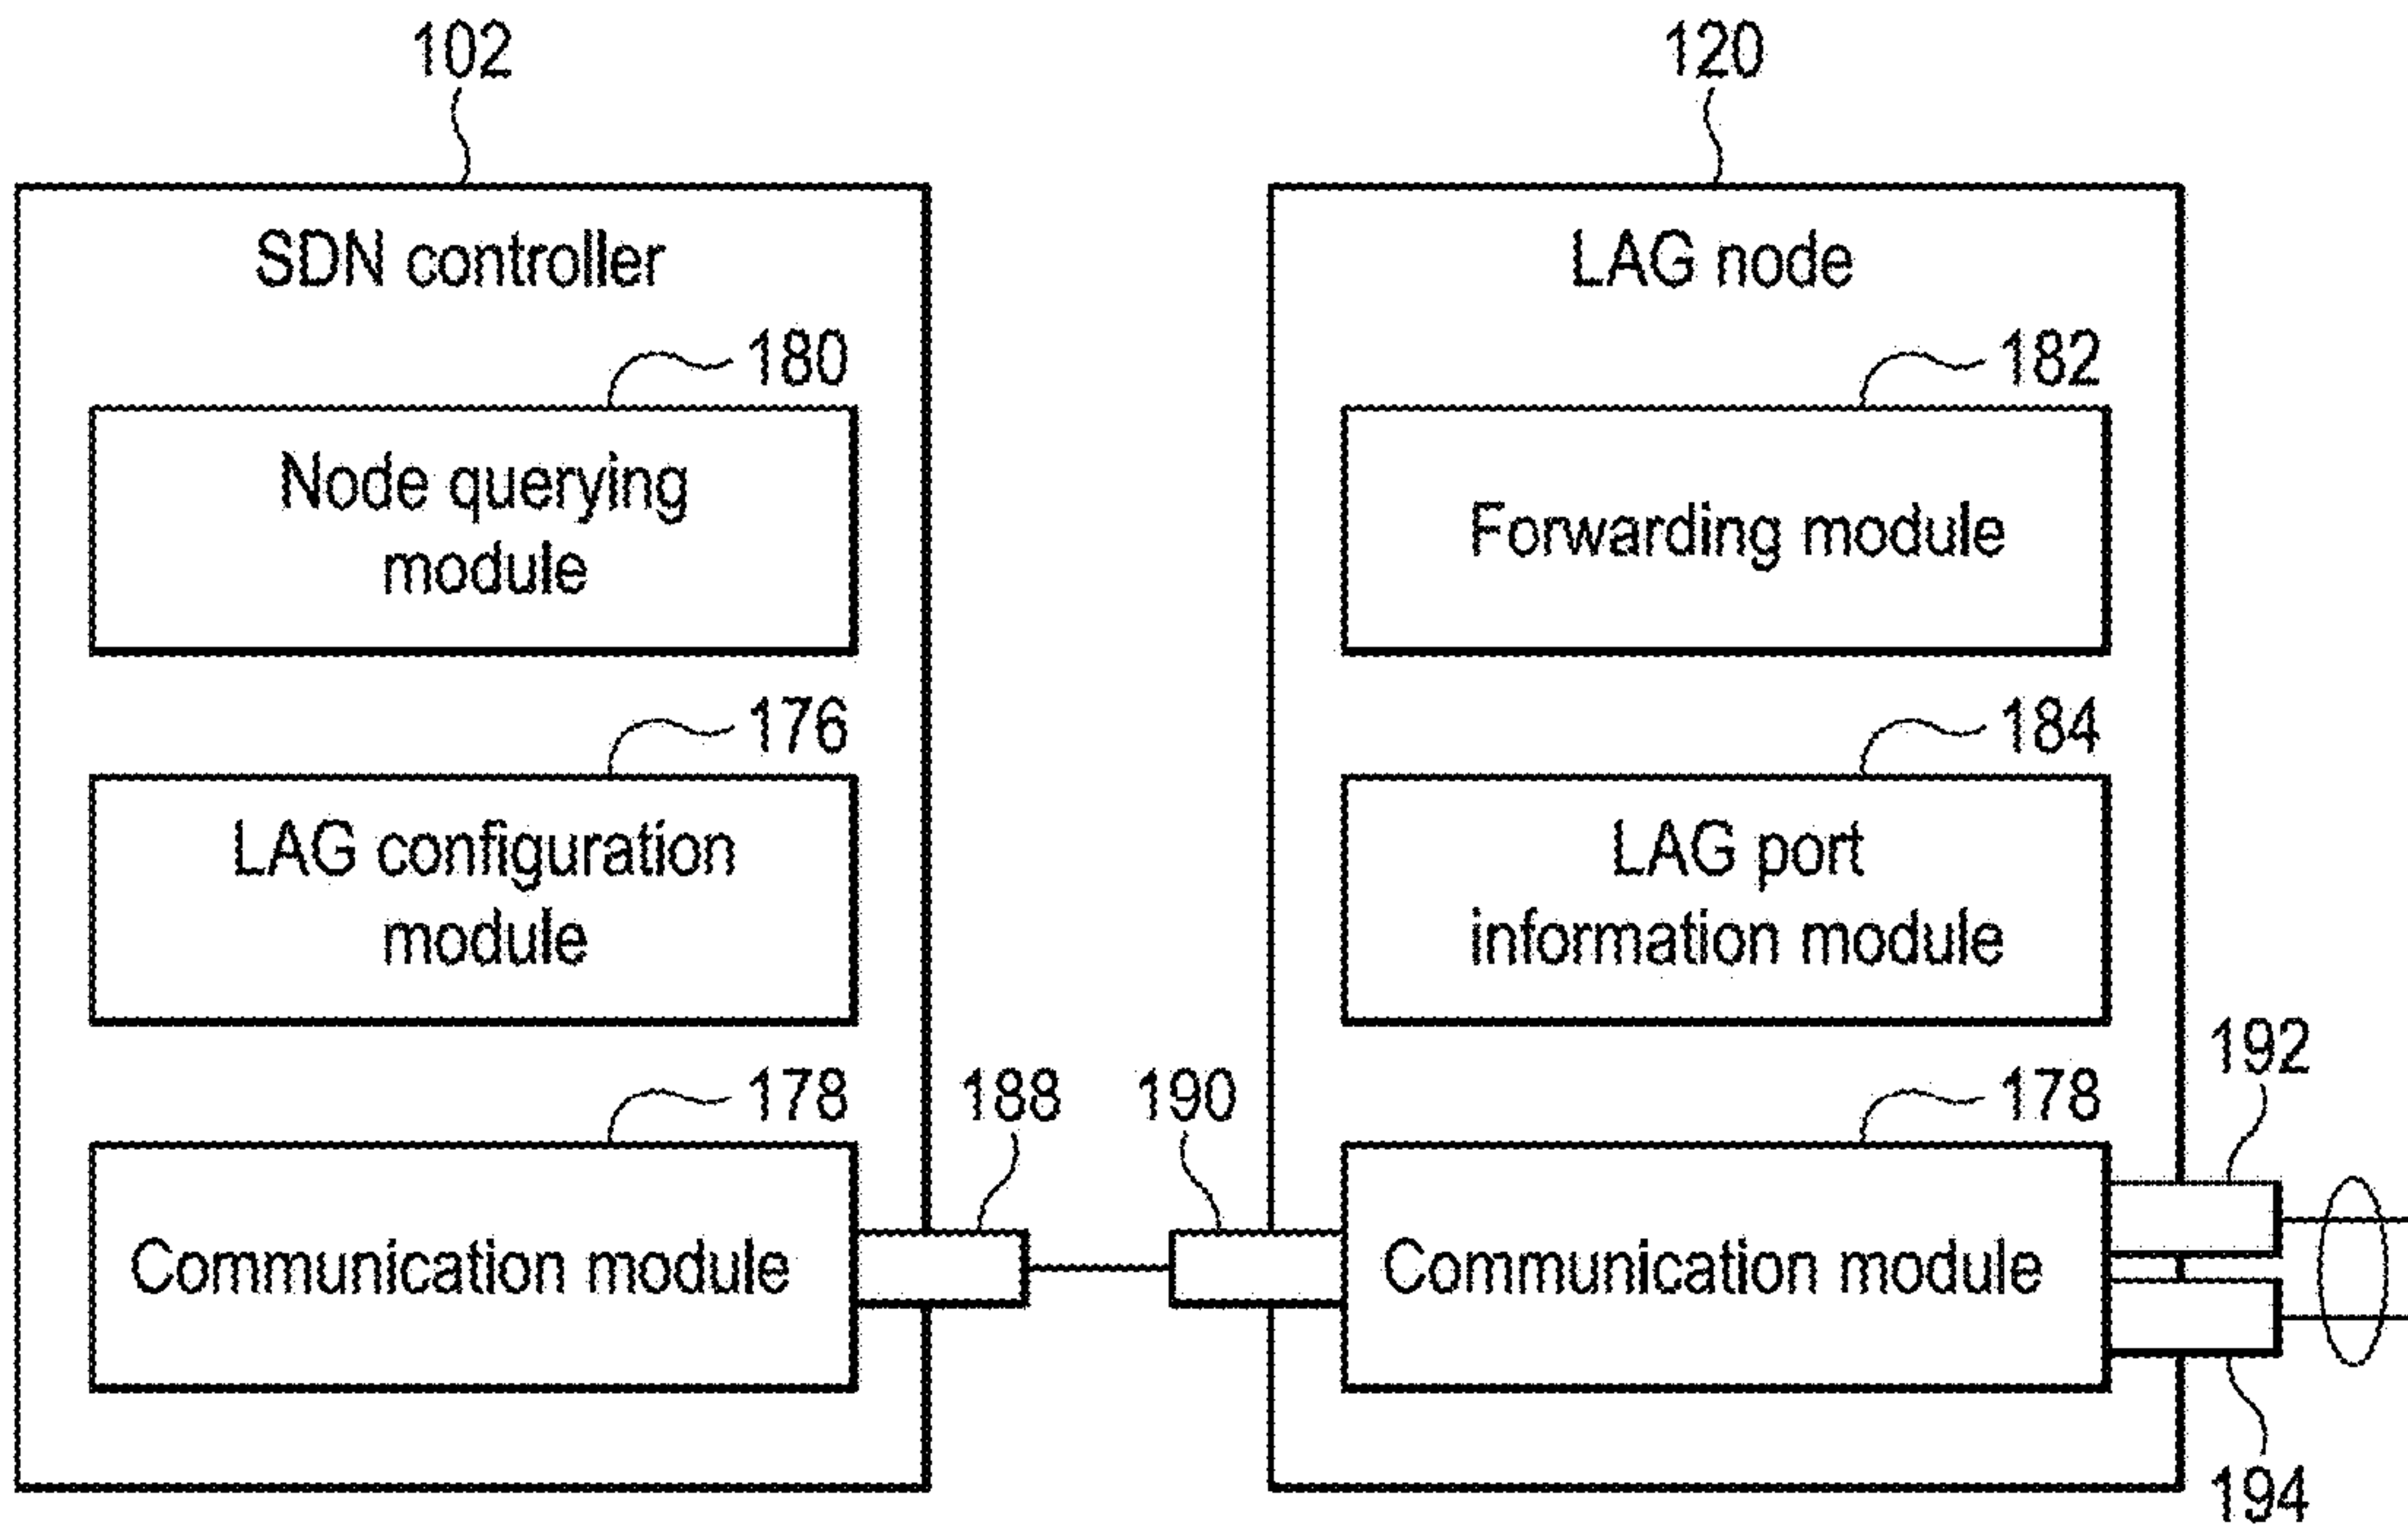 102
120
SDN controller
LAG node
180
182
Node querying
module
Forwarding module
176
184
LAG configuration
module
LAG port
information module
178
188
190
178
192
Communication module
Communication module
194